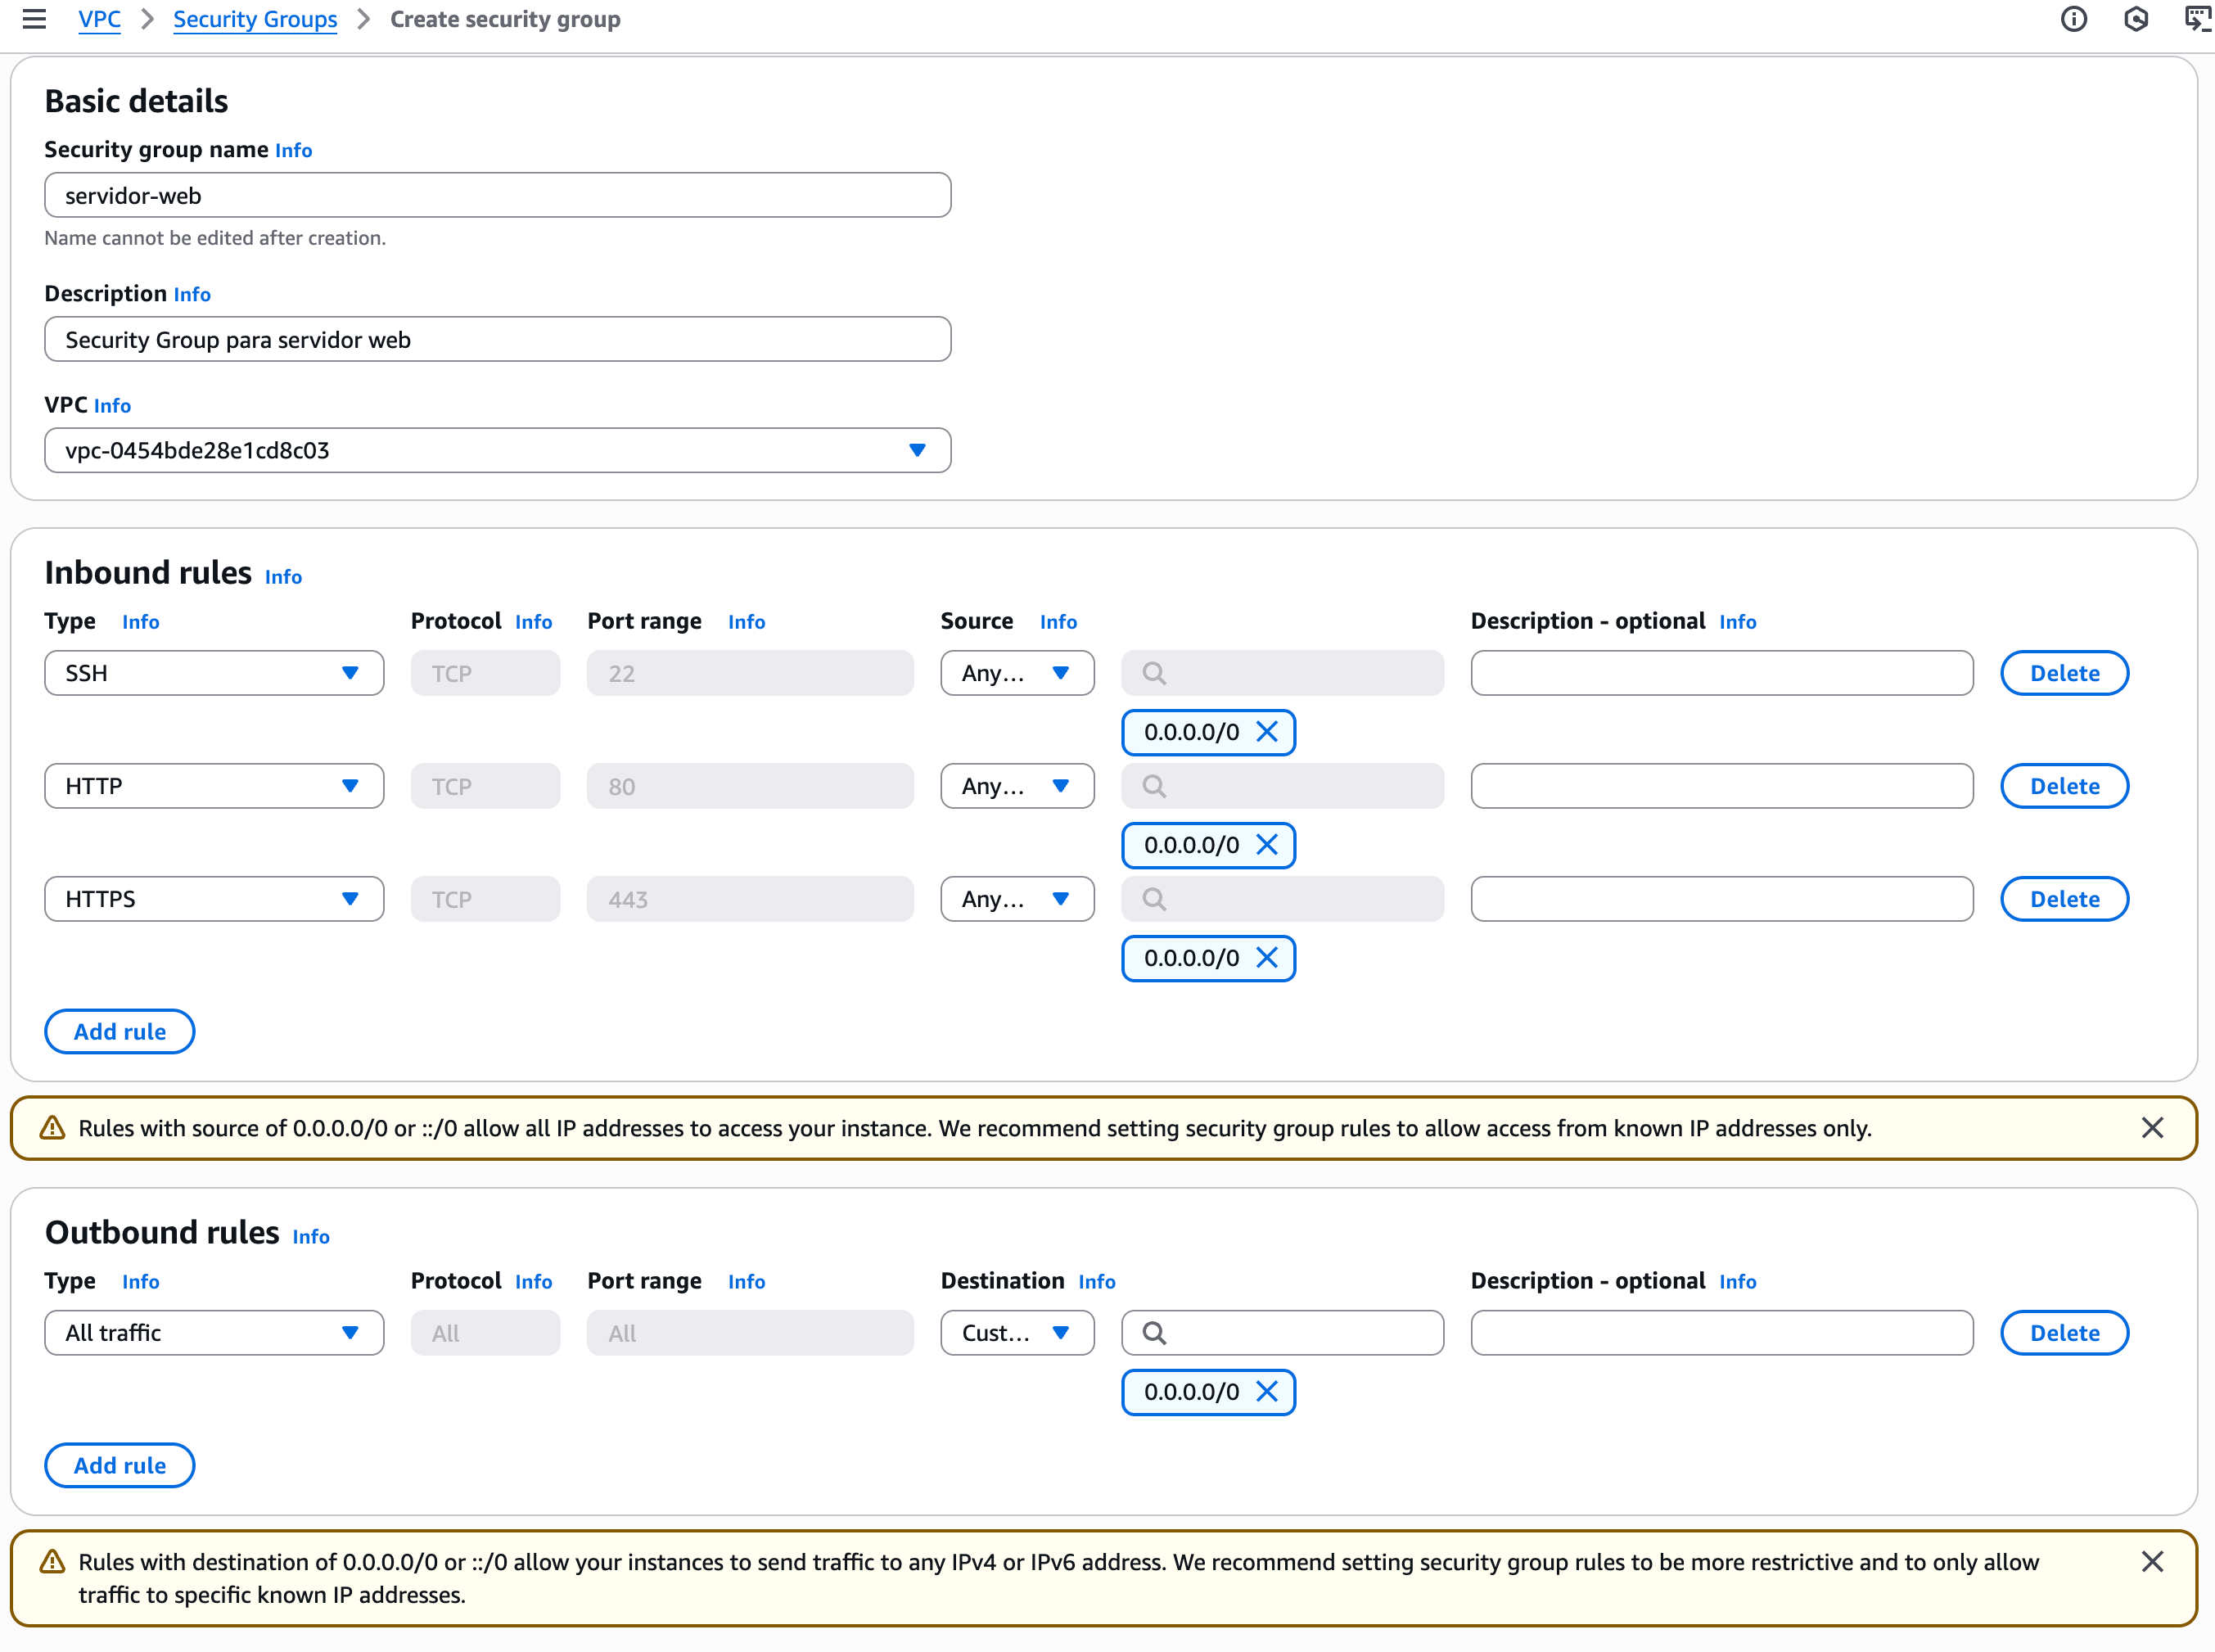 VPC > Security Groups > Create security group
Basic details
Security group name Info
servidor-web
Name cannot be edited after creation.
Description Info
Security Group para servidor web
VPC Info
vpc-0454bde28e1cd8c03
Inbound rules Info
Type Info Protocol Info Port range Info Source Info Description - optional Info
SSH TCP 22 Any... Delete
0.0.0.0/0
HTTP TCP 80 Any... Delete
0.0.0.0/0
HTTPS TCP 443 Any... Delete
0.0.0.0/0
Add rule
Rules with source of 0.0.0.0/0 or ::/0 allow all IP addresses to access your instance. We recommend setting security group rules to allow access from known IP addresses only.
Outbound rules Info
Type Info Protocol Info Port range Info Destination Info Description - optional Info
All traffic All All Cust... Delete
0.0.0.0/0
Add rule
Rules with destination of 0.0.0.0/0 or ::/0 allow your instances to send traffic to any IPv4 or IPv6 address. We recommend setting security group rules to be more restrictive and to only allow
traffic to specific known IP addresses.